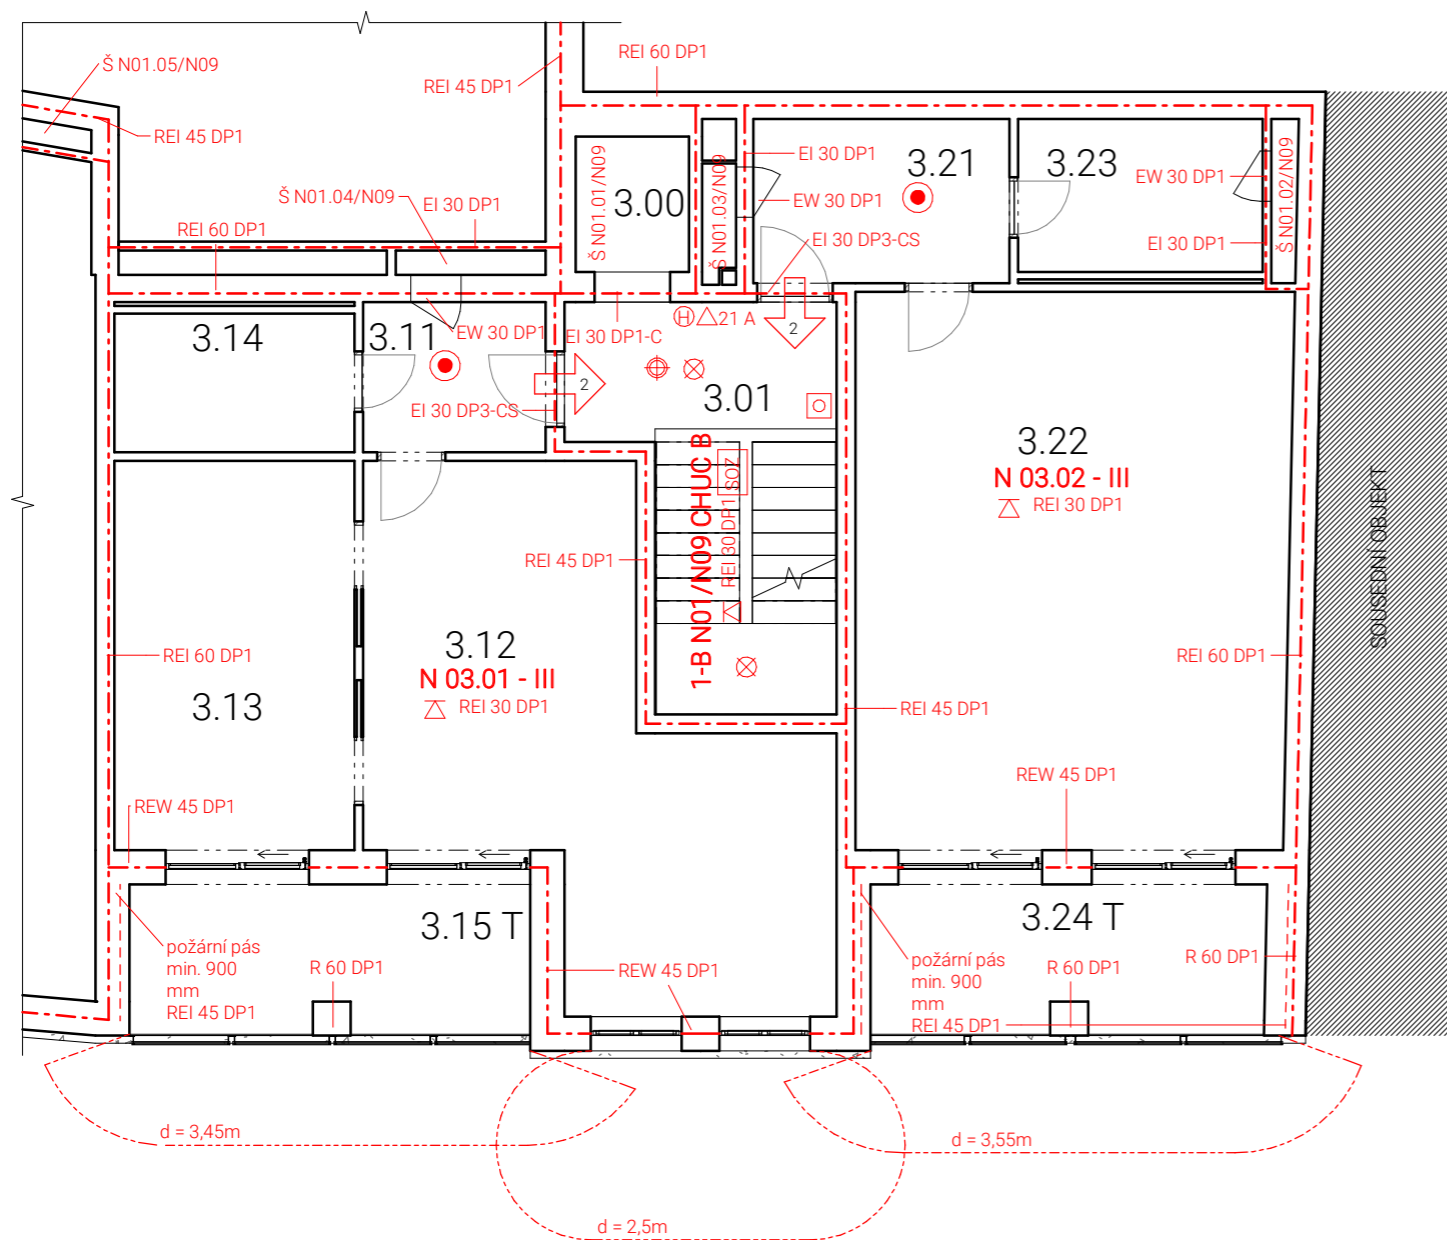 REI 60 DP1
Š N01.05/N09
REI 45 DP1
REI 45 DP1
EI 30 DP1
3.21
3.23
EW 30 DP1
Š N01.01/N09
3.00
Š N01.03/N09
EW 30 DP1
Š N01.02/N09
Š N01.04/N09
EI 30 DP1
REI 60 DP1
EI 30 DP3-CS
EI 30 DP1
3.14
3.11
EW 30 DP1
EI 30 DP1-C
H
21 A
2
2
3.01
EI 30 DP3-CS
3.22
N 03.02 - III
REI 30 DP1
1-B N01/N09 CHUC B
REI 30 DP1
SOZ
SOUSEDNÍ OBJEKT
REI 45 DP1
3.12
N 03.01 - III
REI 30 DP1
REI 60 DP1
REI 60 DP1
3.13
REI 45 DP1
REW 45 DP1
REW 45 DP1
3.15 T
3.24 T
požární pás
min. 900
mm
REI 45 DP1
R 60 DP1
REW 45 DP1
požární pás
min. 900
mm
REI 45 DP1
R 60 DP1
R 60 DP1
d = 3,45m
d = 3,55m
d = 2,5m